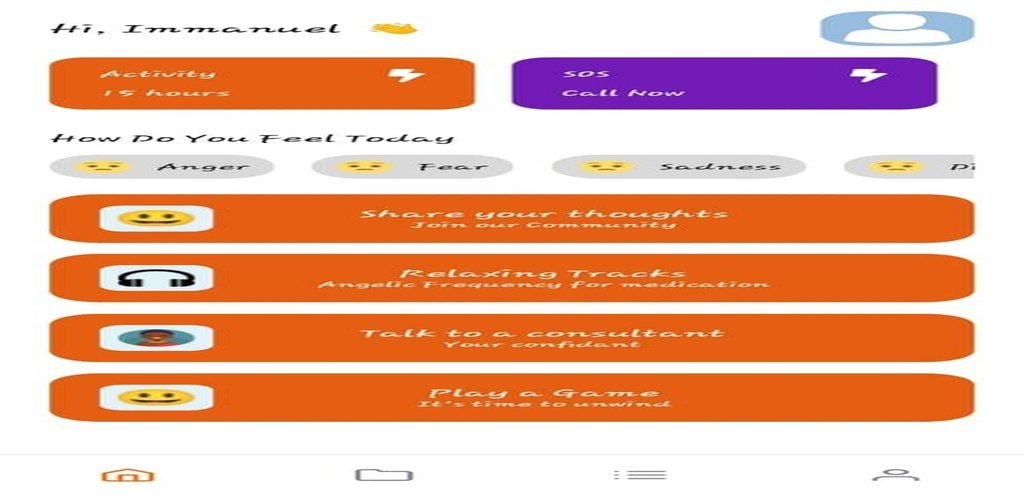 Hi, Immanuel 👏
Activity
15 hours
SOS
Call Now
How Do You Feel Today
Anger
Fear
Sadness
Share your thoughts
Join our Community
Relaxing Tracks
Angelic Frequency for medication
Talk to a consultant
Your confidant
Play a Game
It's time to unwind